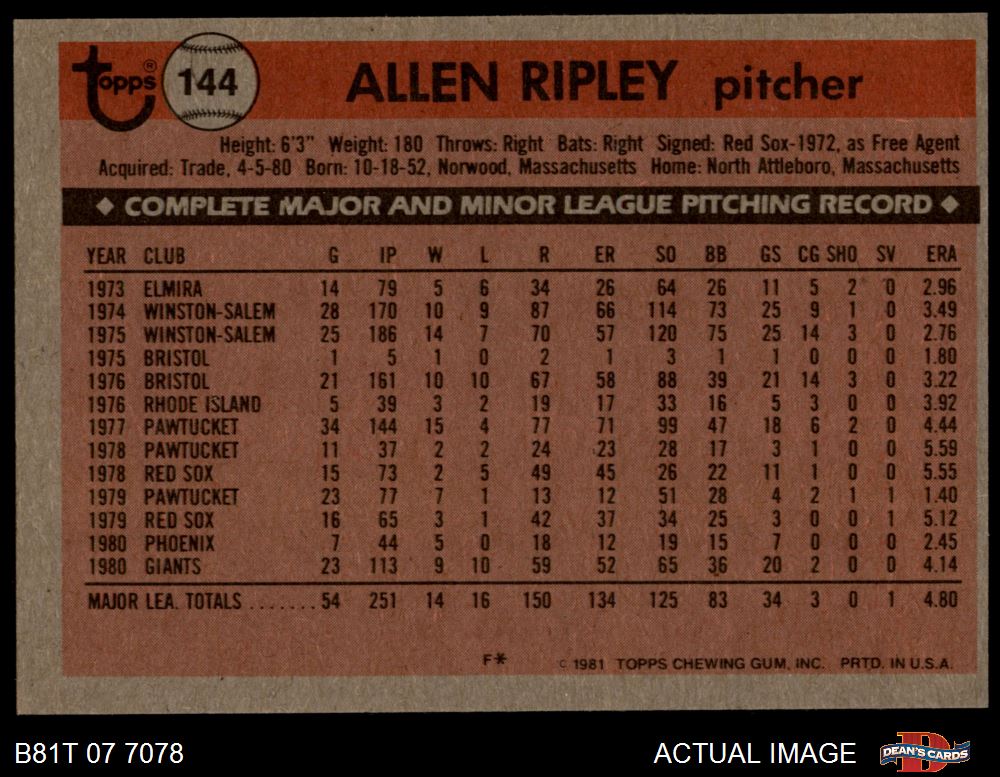 topps® 144 ALLEN RIPLEY pitcher
Height: 6'3" Weight: 180 Throws: Right Bats: Right Signed: Red Sox-1972, as Free Agent
Acquired: Trade, 4-5-80 Born: 10-18-52, Norwood, Massachusetts Home: North Attleboro, Massachusetts
◆ COMPLETE MAJOR AND MINOR LEAGUE PITCHING RECORD ◆
YEAR CLUB G IP W L R ER SO BB GS CG SHO SV ERA
1973 ELMIRA 14 79 5 6 34 26 64 26 11 5 2 0 2.96
1974 WINSTON-SALEM 28 170 10 9 87 66 114 73 25 9 1 0 3.49
1975 WINSTON-SALEM 25 186 14 7 70 57 120 75 25 14 3 0 2.76
1975 BRISTOL 1 5 1 0 2 1 3 1 1 0 0 0 1.80
1976 BRISTOL 21 161 10 10 67 58 88 39 21 14 3 0 3.22
1976 RHODE ISLAND 5 39 3 2 19 17 33 16 5 3 0 0 3.92
1977 PAWTUCKET 34 144 15 4 77 71 99 47 18 6 2 0 4.44
1978 PAWTUCKET 11 37 2 2 24 23 28 17 3 1 0 0 5.59
1978 RED SOX 15 73 2 5 49 45 26 22 11 1 0 0 5.55
1979 PAWTUCKET 23 77 7 1 13 12 51 28 4 2 1 1 1.40
1979 RED SOX 16 65 3 1 42 37 34 25 3 0 0 1 5.12
1980 PHOENIX 7 44 5 0 18 12 19 15 7 0 0 0 2.45
1980 GIANTS 23 113 9 10 59 52 65 36 20 2 0 0 4.14
MAJOR LEA. TOTALS ....... 54 251 14 16 150 134 125 83 34 3 0 1 4.80
F* © 1981 TOPPS CHEWING GUM, INC. PRTD. IN U.S.A.
B81T 07 7078 ACTUAL IMAGE DEAN'S CARDS